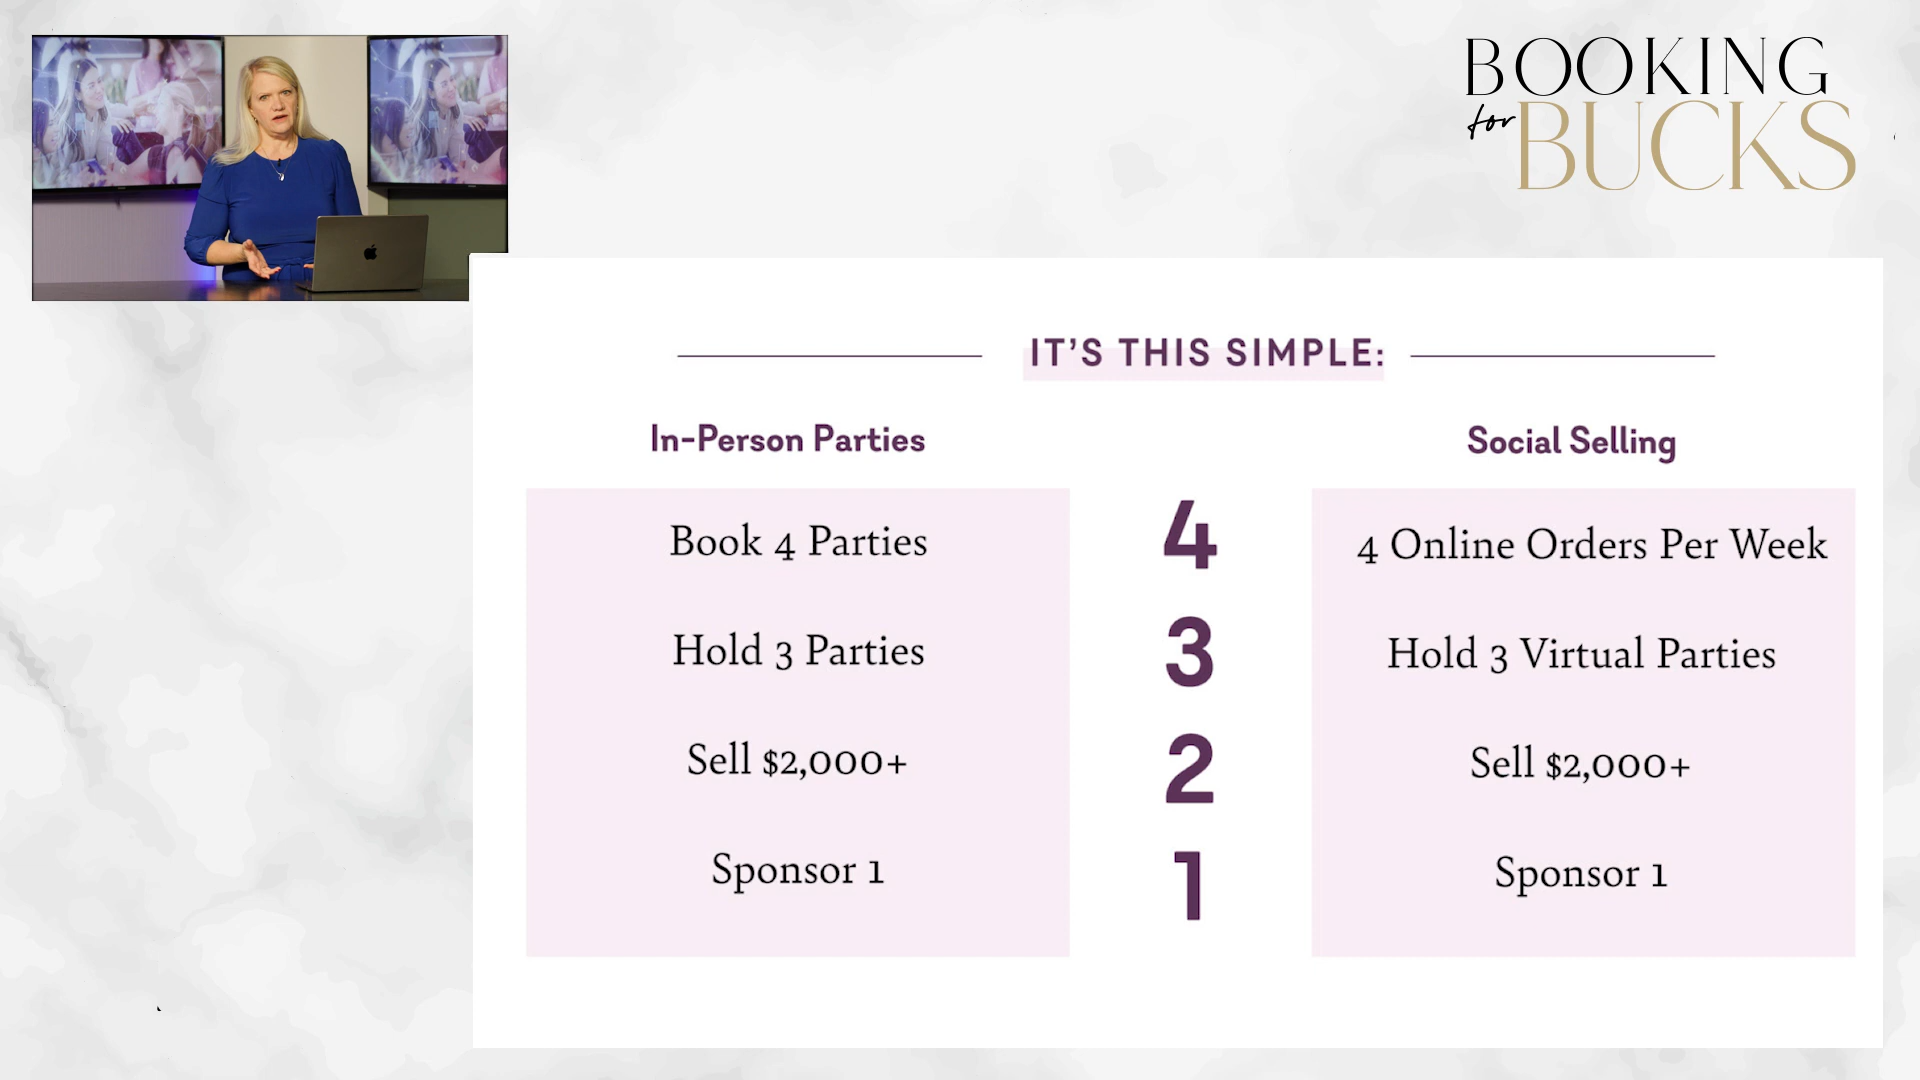 BOOKING
for BUCKS
IT'S THIS SIMPLE:
In-Person Parties
Book 4 Parties
Hold 3 Parties
Sell $2,000+
Sponsor 1
4
3
2
1
Social Selling
4 Online Orders Per Week
Hold 3 Virtual Parties
Sell $2,000+
Sponsor 1